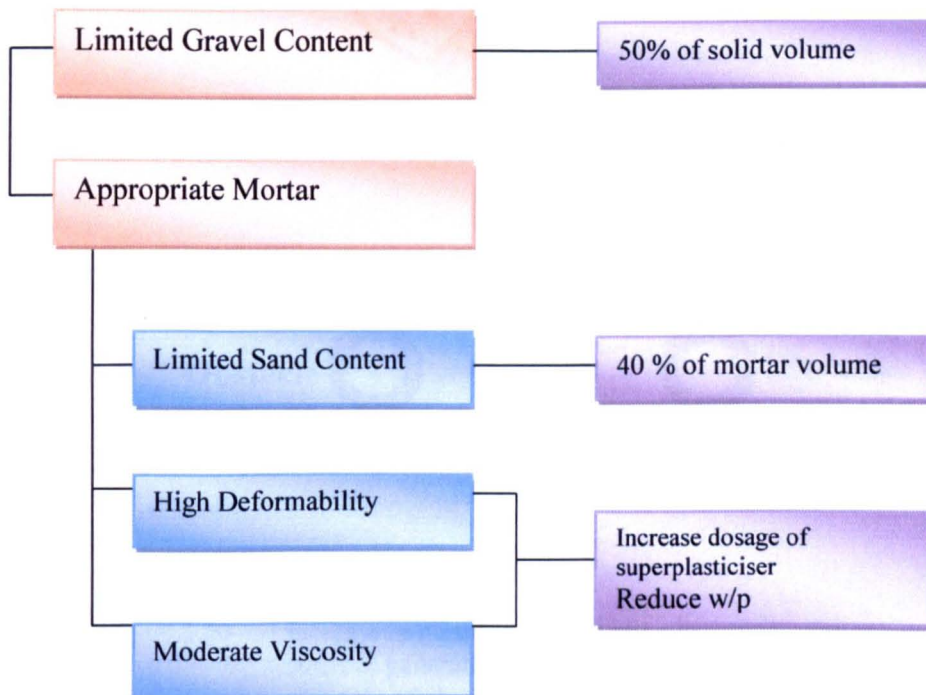 Limited Gravel Content
50% of solid volume
Appropriate Mortar
Limited Sand Content
40 % of mortar volume
High Deformability
Increase dosage of
superplasticiser
Reduce w/p
Moderate Viscosity